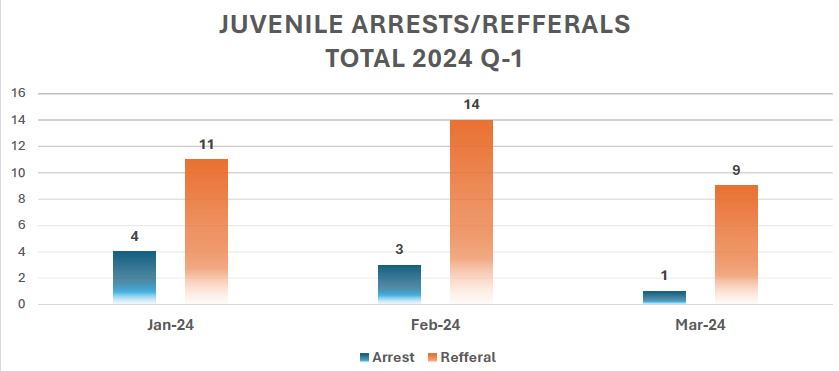 JUVENILE ARRESTS/REFFERALS
TOTAL 2024 Q-1
16
14
12
10
8
6
4
2
0
4
11
3
14
1
9
Jan-24
Feb-24
Mar-24
Arrest Refferal